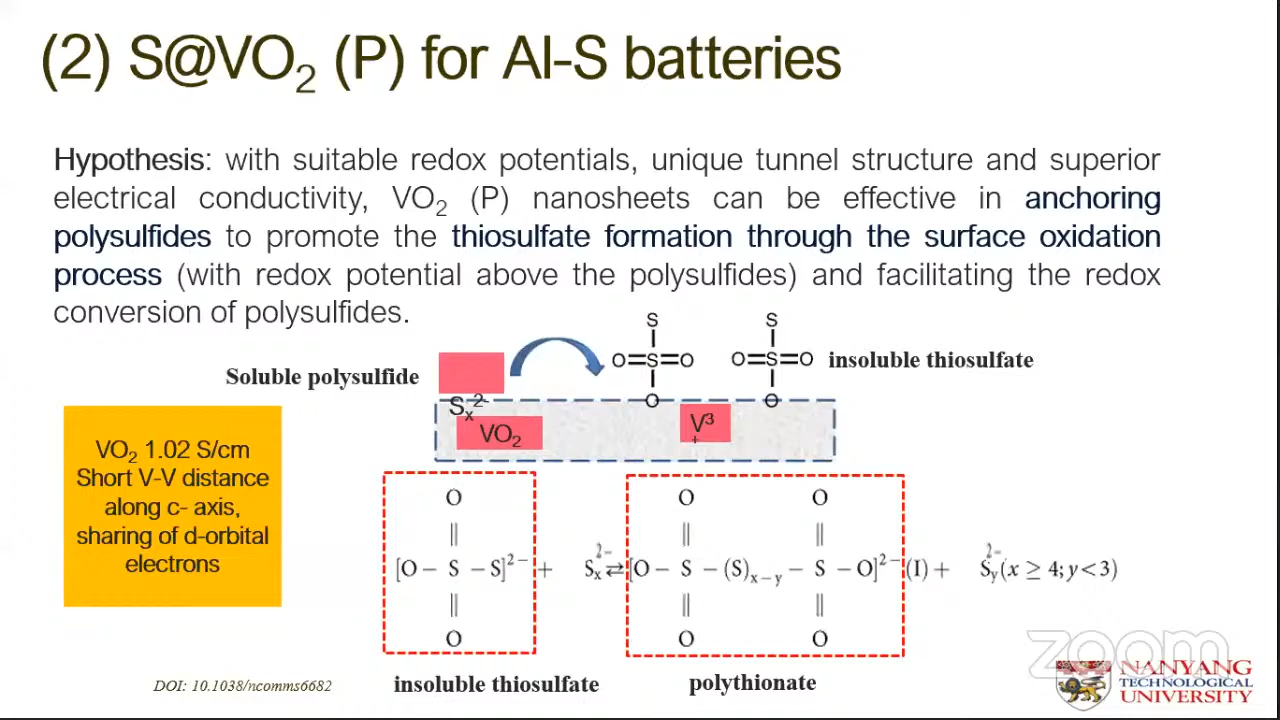 (2) S@VO2 (P) for Al-S batteries
Hypothesis: with suitable redox potentials, unique tunnel structure and superior
electrical conductivity, VO2 (P) nanosheets can be effective in anchoring
polysulfides to promote the thiosulfate formation through the surface oxidation
process (with redox potential above the polysulfides) and facilitating the redox
conversion of polysulfides.
S S
O=S=O O=S=O insoluble thiosulfate
O O
Soluble polysulfide
Sx2-
VO2 V3+
VO2 1.02 S/cm
Short V-V distance
along c- axis,
sharing of d-orbital
electrons
O O O
|| || ||
[O – S – S]2- + Sx2- ⇄ [O – S – (S)x-y – S – O]2- (I) + Sy2- (x ≥ 4; y < 3)
|| || ||
O O O
insoluble thiosulfate polythionate
DOI: 10.1038/ncomms6682
zoom
NANYANG
TECHNOLOGICAL
UNIVERSITY